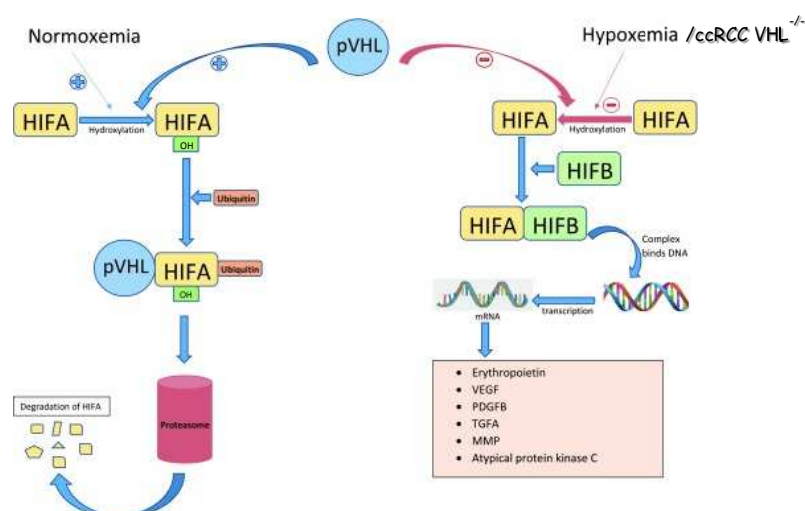 Normoxemia
pVHL
Hypoxemia /ccRCC VHL -/-
HIFA
Hydroxylation
HIFA
OH
HIFA
Hydroxylation
HIFA
HIFB
Ubiquitin
HIFA HIFB
Complex
binds DNA
pVHL
HIFA
Ubiquitin
OH
mRNA
transcription
Erythropoietin
VEGF
PDGFB
TGFA
MMP
Atypical protein kinase C
Degradation of HIFA
Proteasome